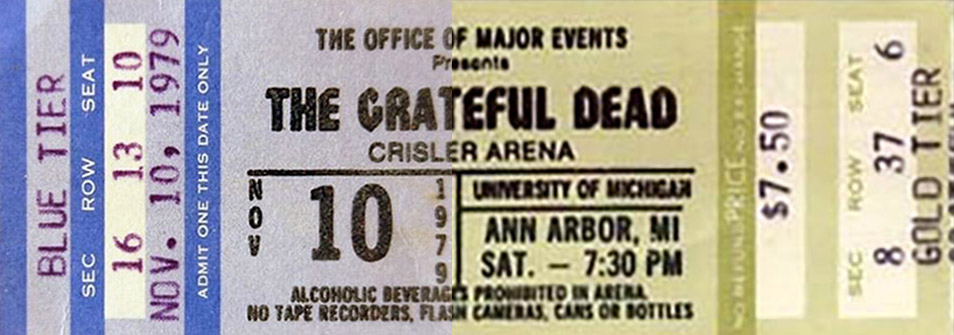 BLUE TIER
SEC ROW SEAT
16 13 10
NOV. 10, 1979
ADMIT ONE THIS DATE ONLY
THE OFFICE OF MAJOR EVENTS
Presents
THE GRATEFUL DEAD
CRISLER ARENA
NOV 10 1979
UNIVERSITY OF MICHIGAN
ANN ARBOR, MI
SAT. — 7:30 PM
ALCOHOLIC BEVERAGES PROHIBITED IN ARENA.
NO TAPE RECORDERS, FLASH CAMERAS, CANS OR BOTTLES
PRICE
$7.50
SEC ROW SEAT
8 37 6
GOLD TIER